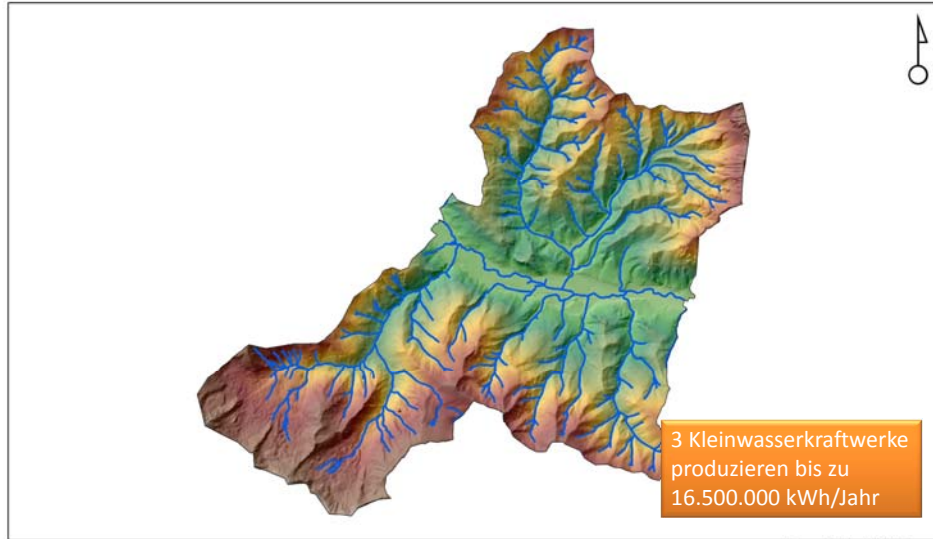 3 Kleinwasserkraftwerke
produzieren bis zu
16.500.000 kWh/Jahr